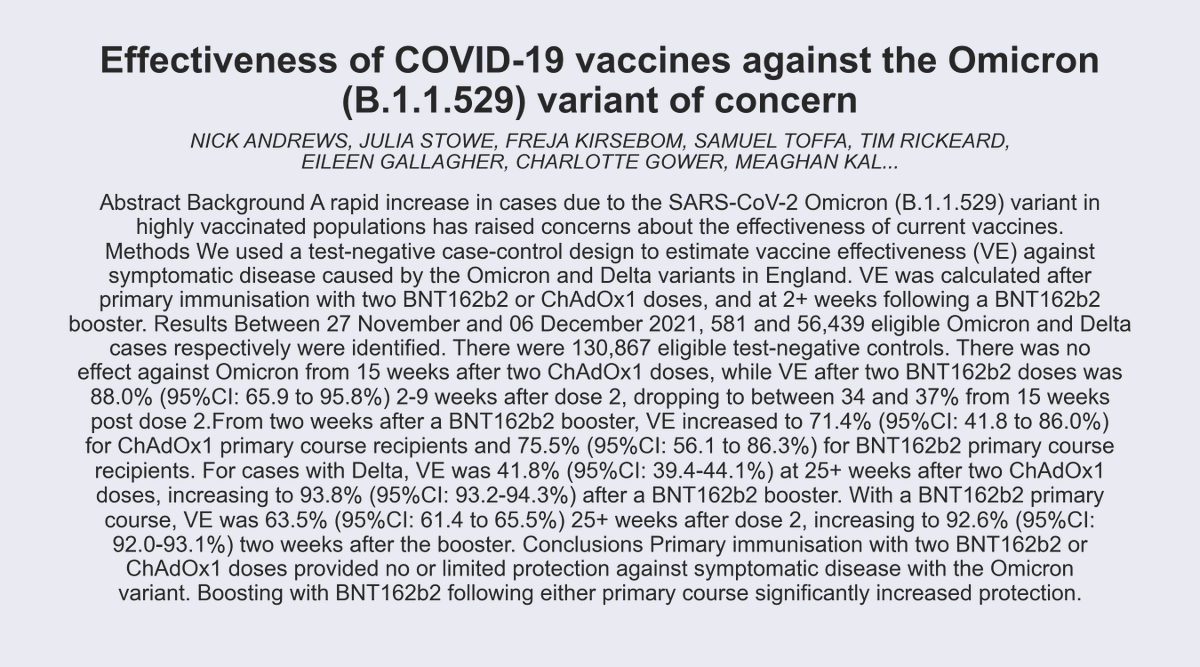 Effectiveness of COVID-19 vaccines against the Omicron
(B.1.1.529) variant of concern
NICK ANDREWS, JULIA STOWE, FREJA KIRSEBOM, SAMUEL TOFFA, TIM RICKEARD,
EILEEN GALLAGHER, CHARLOTTE GOWER, MEAGHAN KAL...
Abstract Background A rapid increase in cases due to the SARS-CoV-2 Omicron (B.1.1.529) variant in
highly vaccinated populations has raised concerns about the effectiveness of current vaccines.
Methods We used a test-negative case-control design to estimate vaccine effectiveness (VE) against
symptomatic disease caused by the Omicron and Delta variants in England. VE was calculated after
primary immunisation with two BNT162b2 or ChAdOx1 doses, and at 2+ weeks following a BNT162b2
booster. Results Between 27 November and 06 December 2021, 581 and 56,439 eligible Omicron and Delta
cases respectively were identified. There were 130,867 eligible test-negative controls. There was no
effect against Omicron from 15 weeks after two ChAdOx1 doses, while VE after two BNT162b2 doses was
88.0% (95%CI: 65.9 to 95.8%) 2-9 weeks after dose 2, dropping to between 34 and 37% from 15 weeks
post dose 2.From two weeks after a BNT162b2 booster, VE increased to 71.4% (95%CI: 41.8 to 86.0%)
for ChAdOx1 primary course recipients and 75.5% (95%CI: 56.1 to 86.3%) for BNT162b2 primary course
recipients. For cases with Delta, VE was 41.8% (95%CI: 39.4-44.1%) at 25+ weeks after two ChAdOx1
doses, increasing to 93.8% (95%CI: 93.2-94.3%) after a BNT162b2 booster. With a BNT162b2 primary
course, VE was 63.5% (95%CI: 61.4 to 65.5%) 25+ weeks after dose 2, increasing to 92.6% (95%CI:
92.0-93.1%) two weeks after the booster. Conclusions Primary immunisation with two BNT162b2 or
ChAdOx1 doses provided no or limited protection against symptomatic disease with the Omicron
variant. Boosting with BNT162b2 following either primary course significantly increased protection.